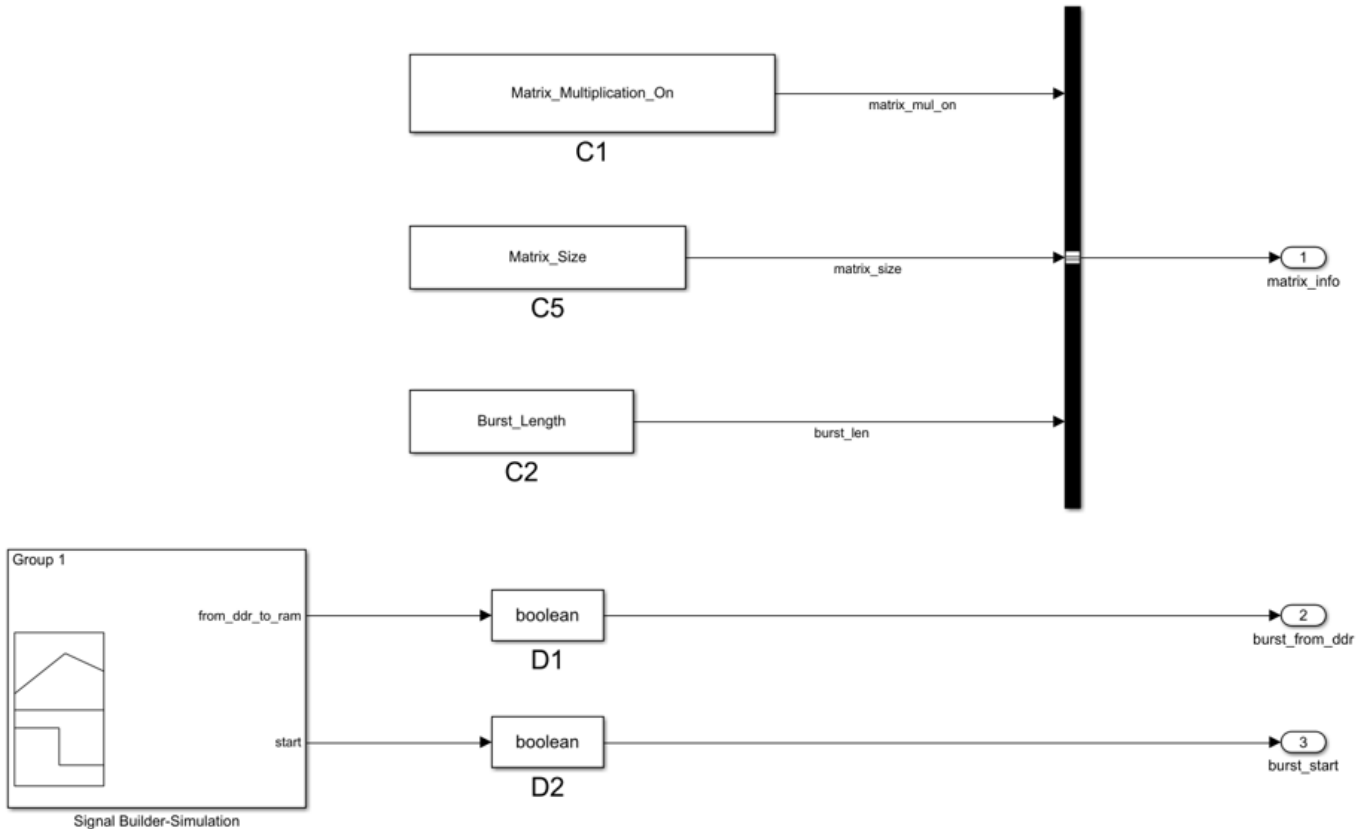 Matrix_Multiplication_On
matrix_mul_on
C1
Matrix_Size
matrix_size
1
matrix_info
C5
Burst_Length
burst_len
C2
Group 1
from_ddr_to_ram
boolean
2
burst_from_ddr
D1
start
boolean
3
burst_start
D2
Signal Builder-Simulation